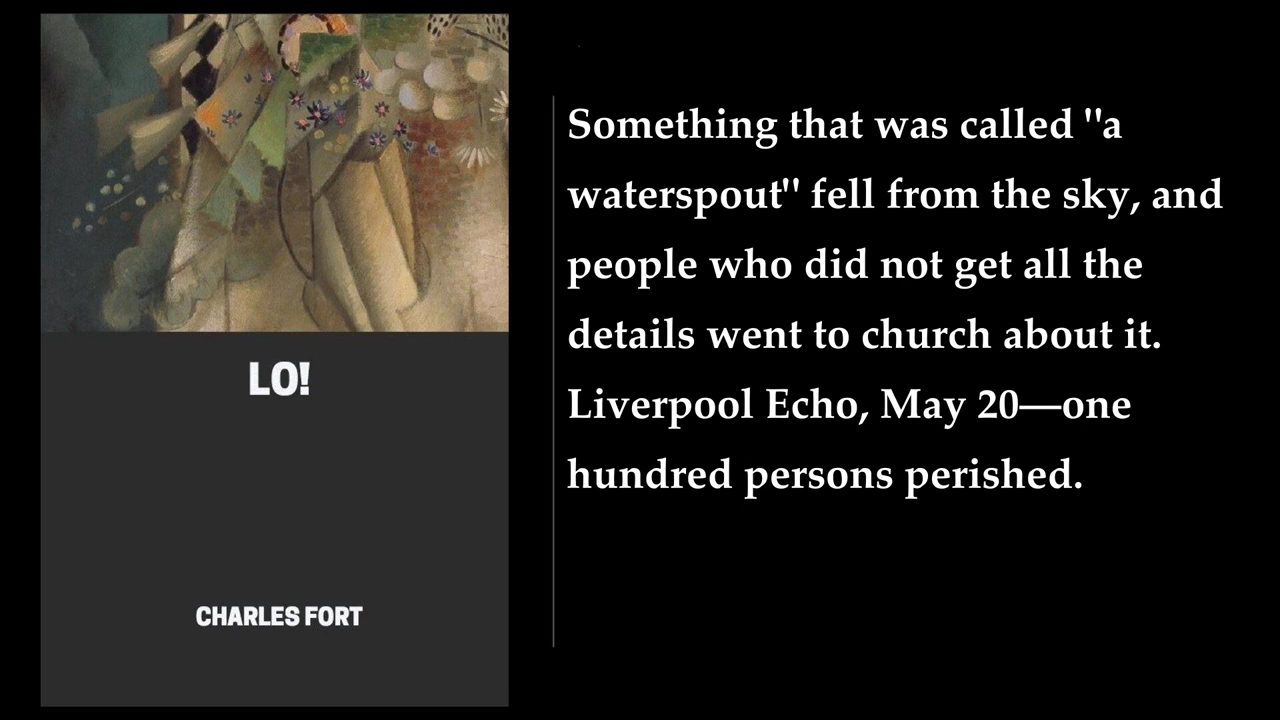 LO!
CHARLES FORT
Something that was called "a
waterspout" fell from the sky, and
people who did not get all the
details went to church about it.
Liverpool Echo, May 20—one
hundred persons perished.